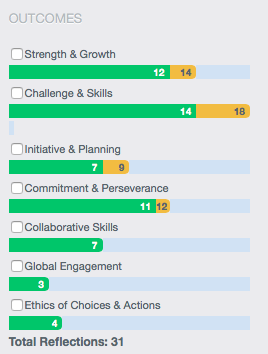 OUTCOMES
Strength & Growth
12 14
Challenge & Skills
14 18
Initiative & Planning
7 9
Commitment & Perseverance
11 12
Collaborative Skills
7
Global Engagement
3
Ethics of Choices & Actions
4
Total Reflections: 31